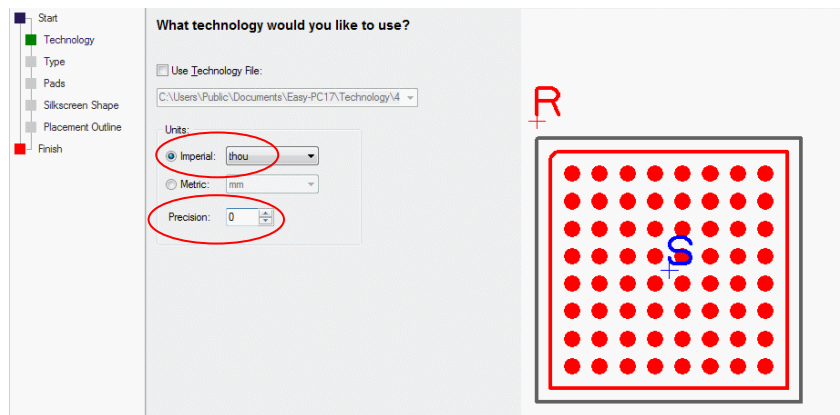 Start
Technology
Type
Pads
Silkscreen Shape
Placement Outline
Finish
What technology would you like to use?
Use Technology File:
C:\Users\Public\Documents\Easy-PC17\Technology\4
Units:
Imperial: thou
Metric: mm
Precision: 0
R
S